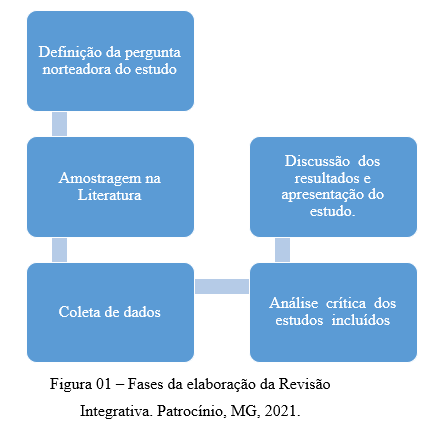 Definição da pergunta
norteadora do estudo
Amostragem na
Literatura
Coleta de dados
Análise crítica dos
estudos incluídos
Discussão dos
resultados e
apresentação do
estudo.
Figura 01 – Fases da elaboração da Revisão
Integrativa. Patrocínio, MG, 2021.